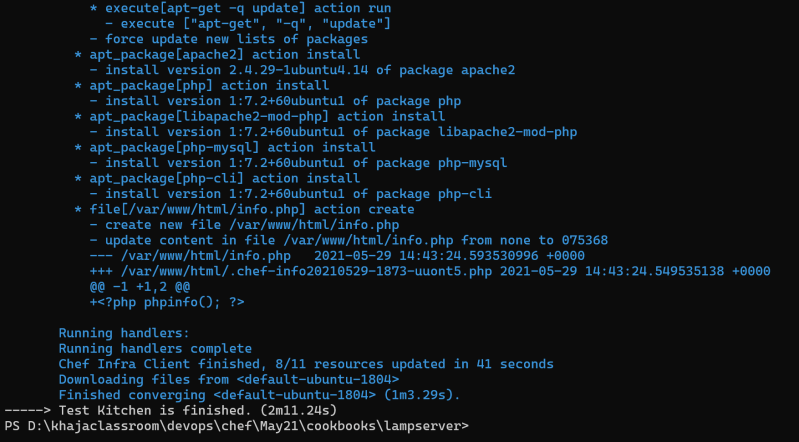 * execute[apt-get -q update] action run
- execute ["apt-get", "-q", "update"]
- force update new lists of packages
* apt_package[apache2] action install
- install version 2.4.29-1ubuntu4.14 of package apache2
* apt_package[php] action install
- install version 1:7.2+60ubuntu1 of package php
* apt_package[libapache2-mod-php] action install
- install version 1:7.2+60ubuntu1 of package libapache2-mod-php
* apt_package[php-mysql] action install
- install version 1:7.2+60ubuntu1 of package php-mysql
* apt_package[php-cli] action install
- install version 1:7.2+60ubuntu1 of package php-cli
* file[/var/www/html/info.php] action create
- create new file /var/www/html/info.php
- update content in file /var/www/html/info.php from none to 075368
--- /var/www/html/info.php   2021-05-29 14:43:24.593530996 +0000
+++ /var/www/html/.chef-info20210529-1873-uuont5.php 2021-05-29 14:43:24.549535138 +0000
@@ -1 +1,2 @@
+<?php phpinfo(); ?>
Running handlers:
Running handlers complete
Chef Infra Client finished, 8/11 resources updated in 41 seconds
Downloading files from <default-ubuntu-1804>
Finished converging <default-ubuntu-1804> (1m3.29s).
-----> Test Kitchen is finished. (2m11.24s)
PS D:\khajaclassroom\devops\chef\May21\cookbooks\lampserver>